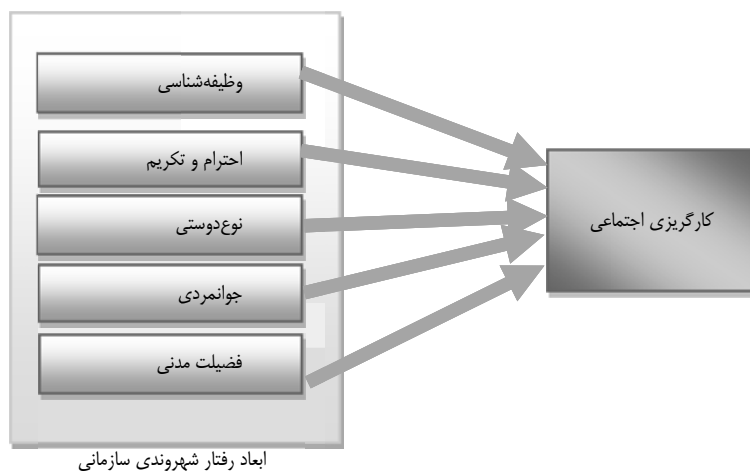 وظیفه‌شناسی
احترام و تکریم
نوع‌دوستی
جوانمردی
فضیلت مدنی
کارگریزی اجتماعی
ابعاد رفتار شهروندی سازمانی